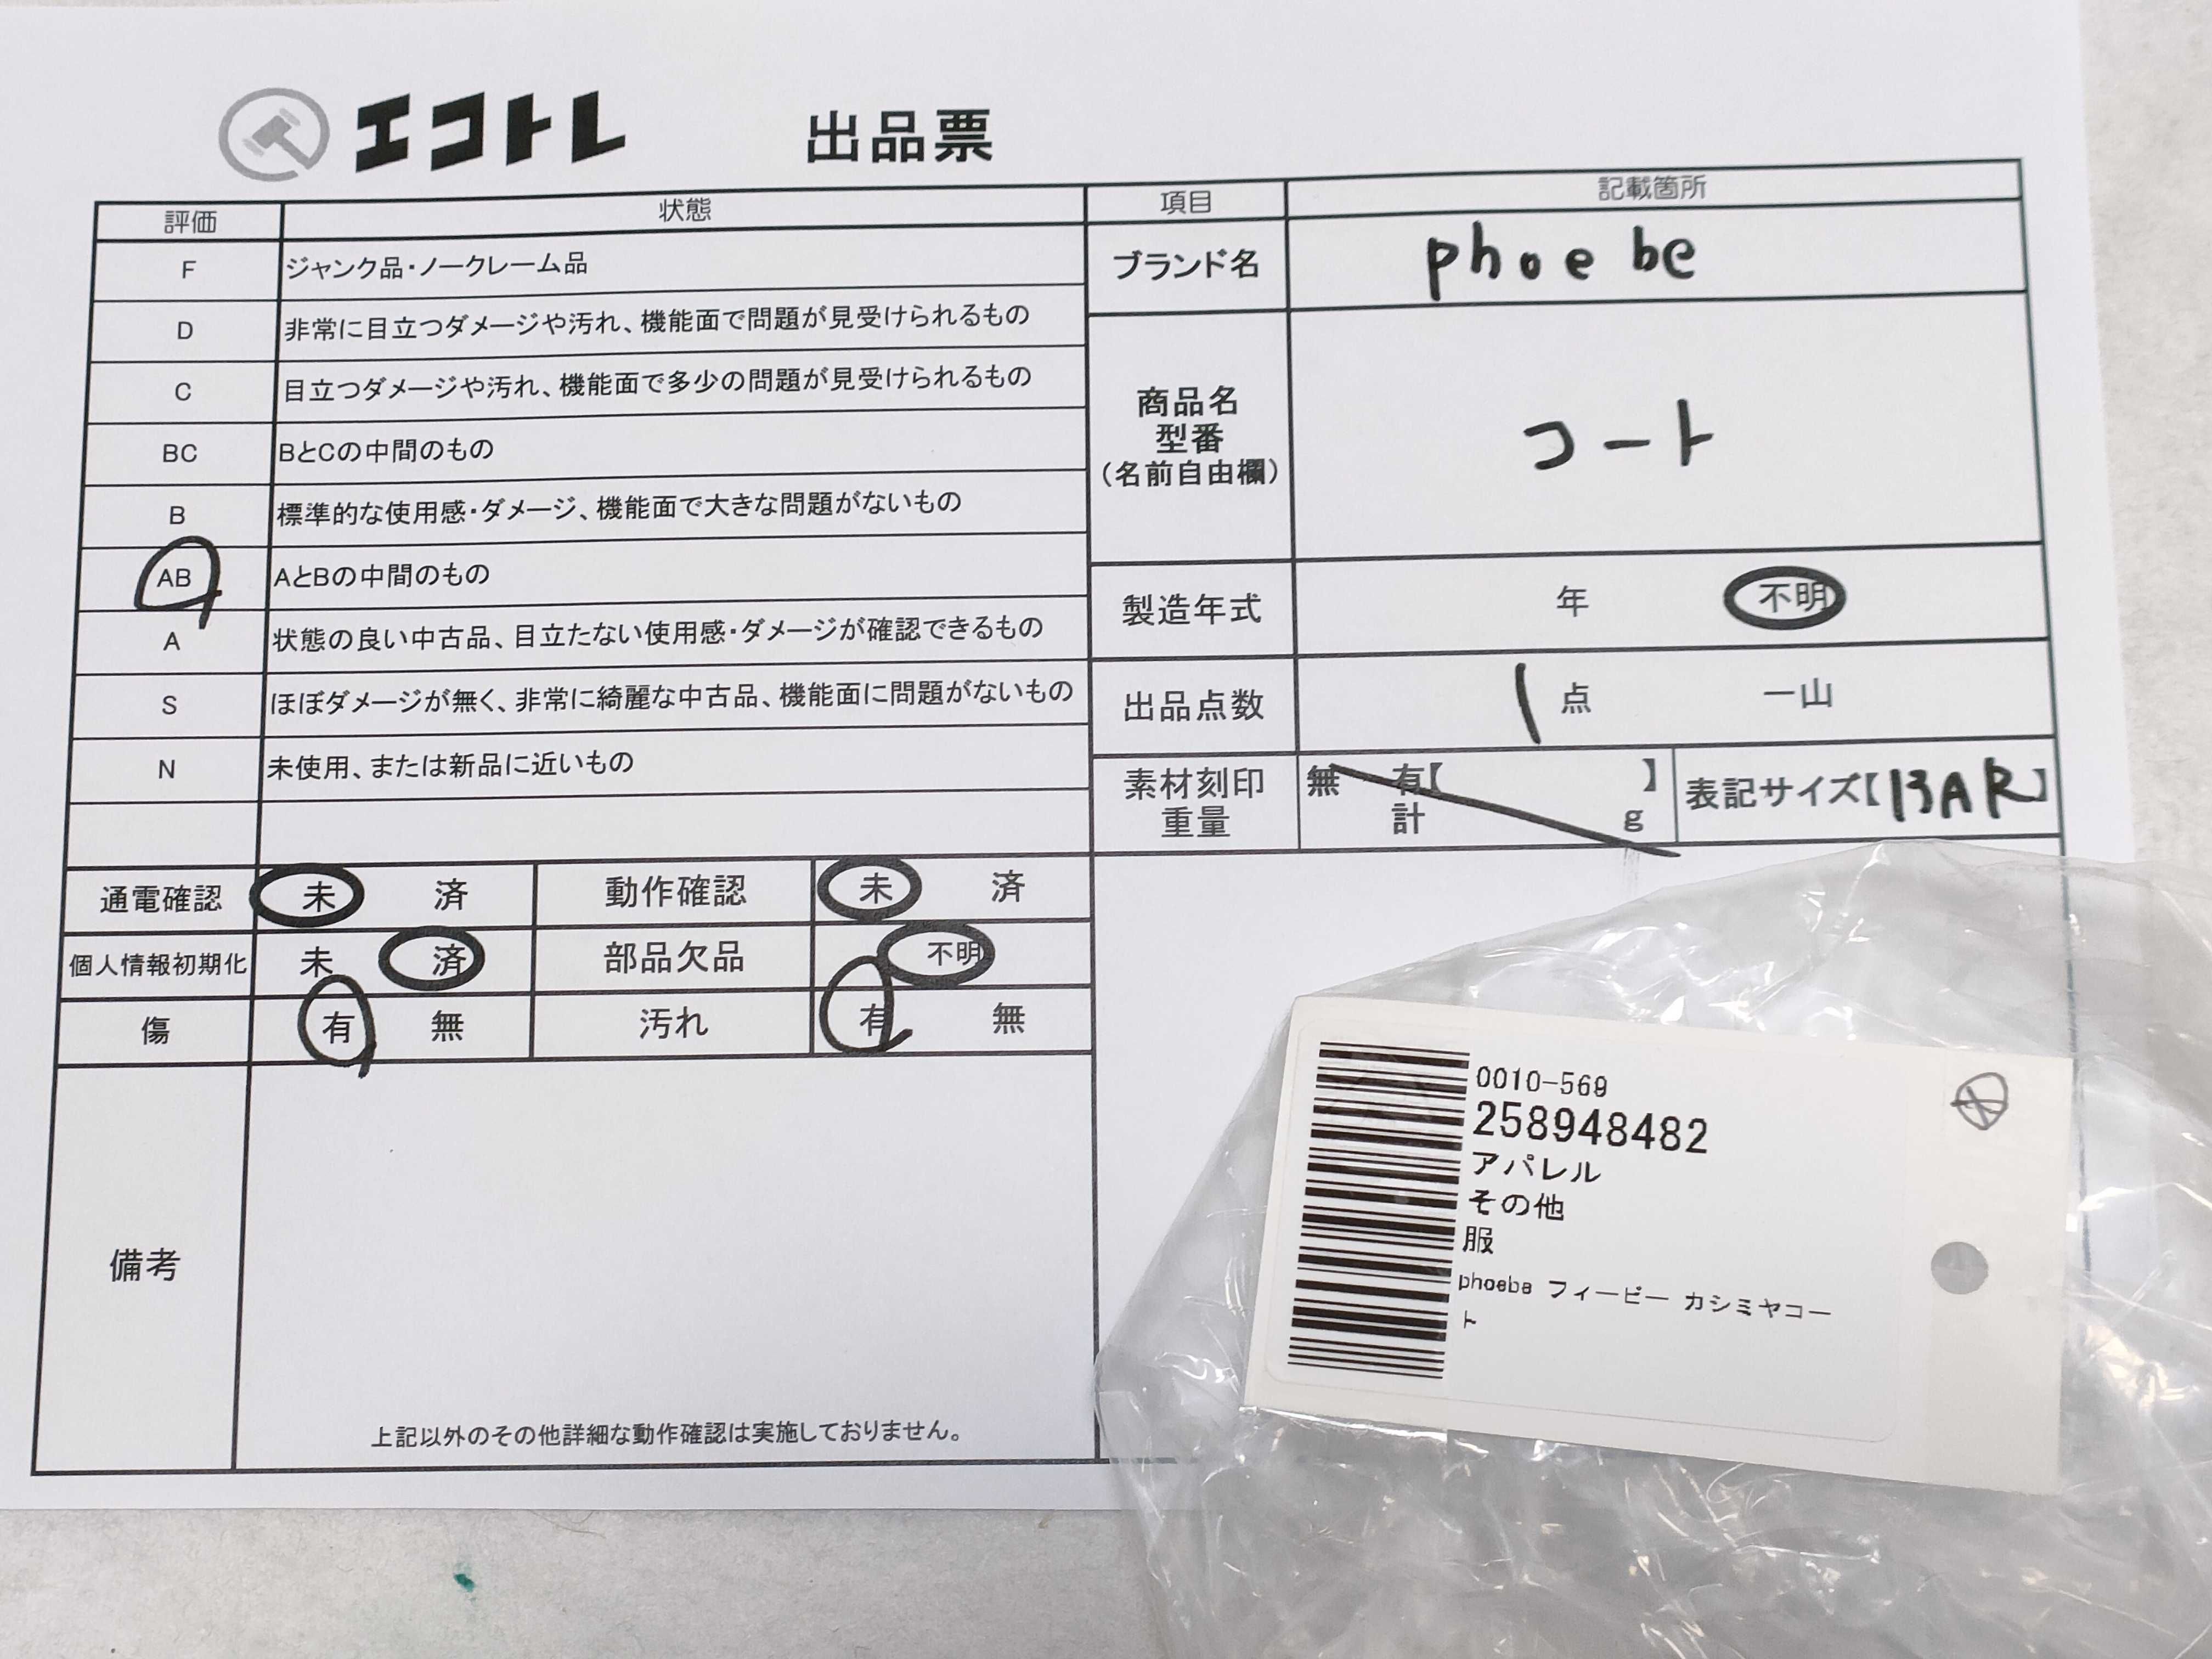 エコトレ 出品票
評価 状態
F ジャンク品・ノークレーム品
D 非常に目立つダメージや汚れ、機能面で問題が見受けられるもの
C 目立つダメージや汚れ、機能面で多少の問題が見受けられるもの
BC BとCの中間のもの
B 標準的な使用感・ダメージ、機能面で大きな問題がないもの
AB AとBの中間のもの
A 状態の良い中古品、目立たない使用感・ダメージが確認できるもの
S ほぼダメージが無く、非常に綺麗な中古品、機能面に問題がないもの
N 未使用、または新品に近いもの
通電確認 未 済 動作確認 未 済
個人情報初期化 未 済 部品欠品 不明
傷 有 無 汚れ 有 無
備考
上記以外のその他詳細な動作確認は実施しておりません。
項目 記載箇所
ブランド名 phoebe
商品名
型番
(名前自由欄)
コート
製造年式 年 不明
出品点数 1 点 一山
素材刻印
重量
無 有【 】
計 g
表記サイズ【13AR】
0010-569
258948482
アパレル
その他
服
phoebe フィービー カシミヤコー
ト